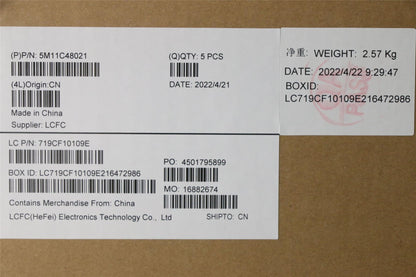 (P)P/N: 5M11C48021
(Q)QTY: 5 PCS
(4L)Origin:CN
DATE: 2022/4/21
Made in China
Supplier: LCFC
净重: WEIGHT: 2.57 Kg
DATE: 2022/4/22 9:29:47
BOXID:
LC719CF10109E216472986
LC P/N: 719CF10109E
PO: 4501795899
BOX ID: LC719CF10109E216472986
MO: 16882674
Contains Merchandise From: China
LCFC(HeFei) Electronics Technology Co., Ltd
SHIPTO: CN